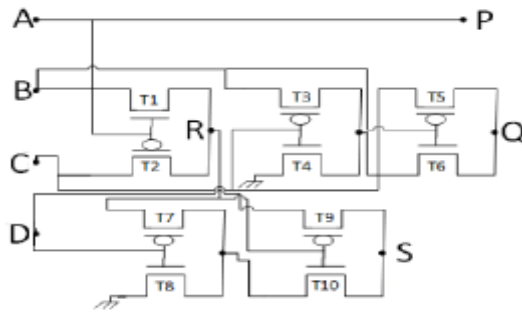 A P
B T1 T3 T5
R Q
C T2 T4 T6
D T7 T9 S
T8 T10